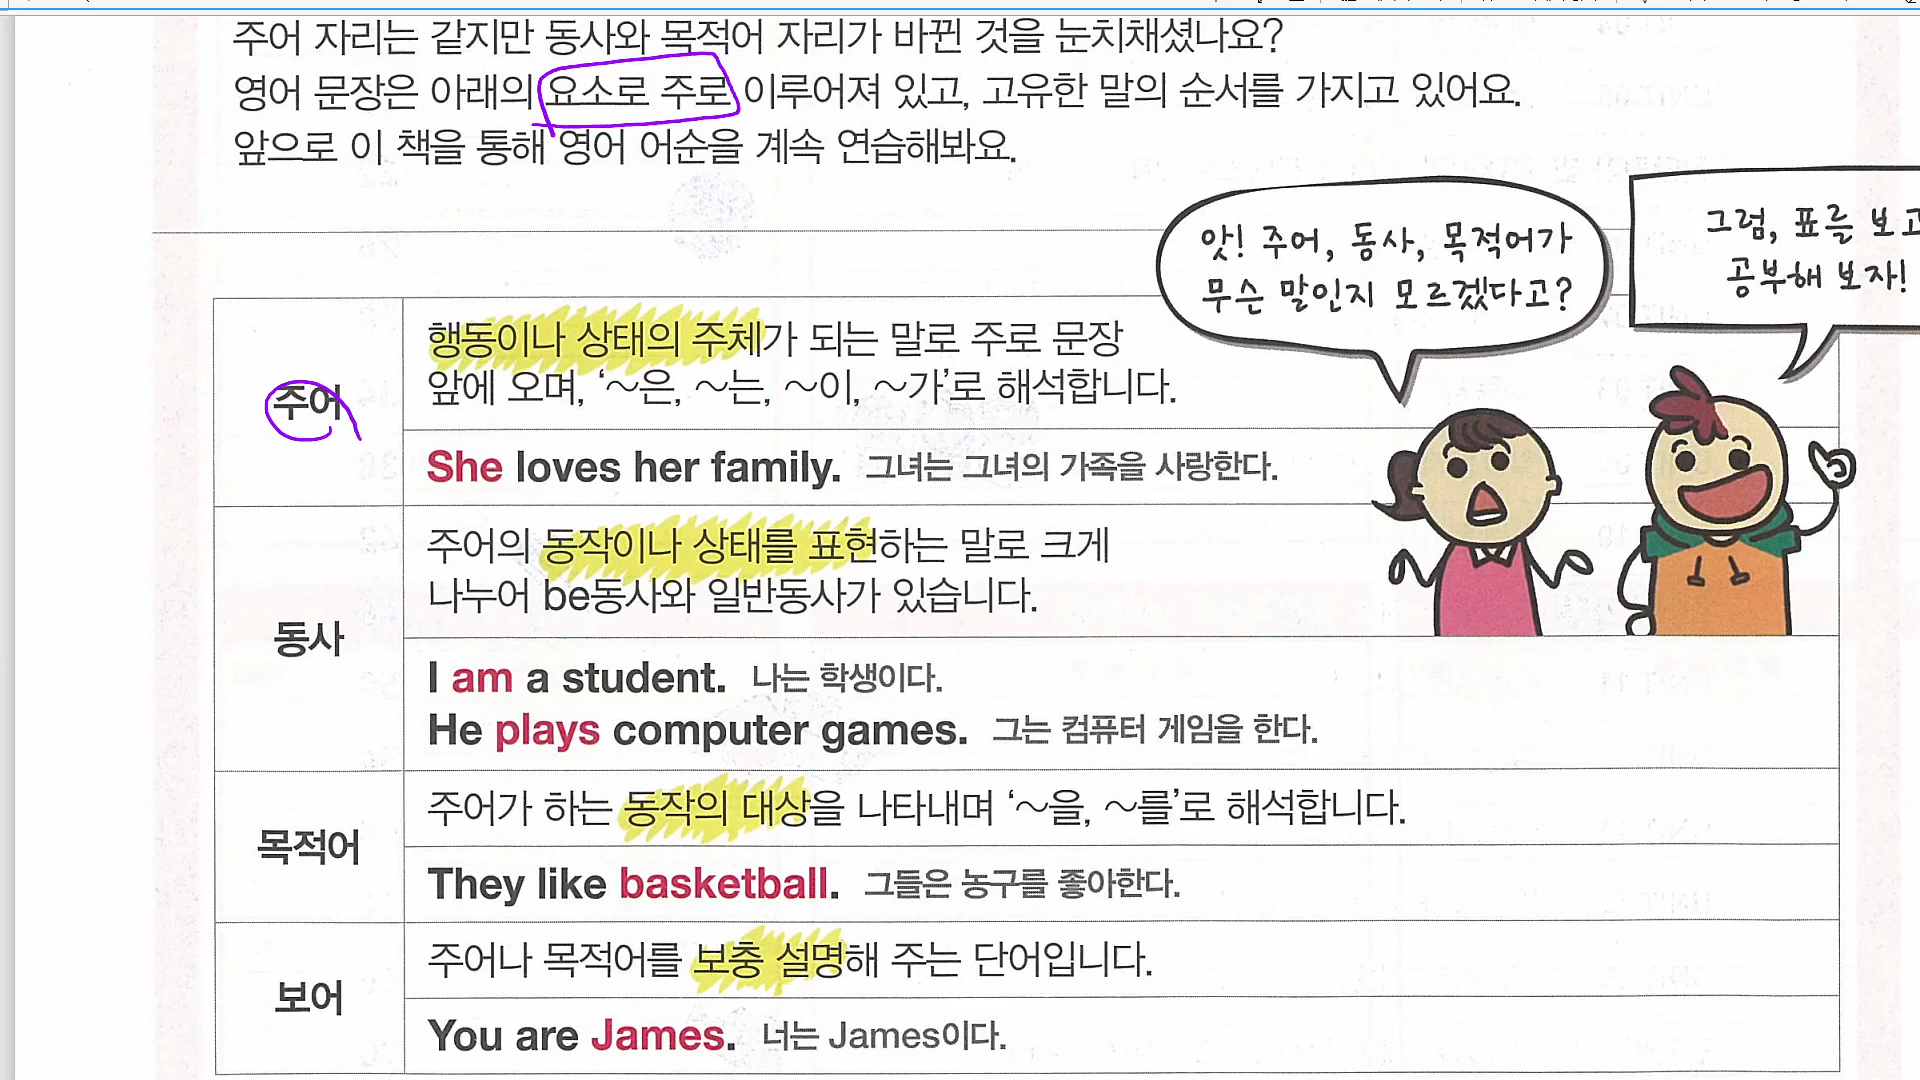 주어 자리는 같지만 동사와 목적어 자리가 바뀐 것을 눈치채셨나요?
영어 문장은 아래의 요소로 주로 이루어져 있고, 고유한 말의 순서를 가지고 있어요.
앞으로 이 책을 통해 영어 어순을 계속 연습해봐요.
앗! 주어, 동사, 목적어가
무슨 말인지 모르겠다고?
그럼, 표를 보고
공부해 보자!
주어
행동이나 상태의 주체가 되는 말로 주로 문장
앞에 오며, ‘~은, ~는, ~이, ~가’로 해석합니다.
She loves her family. 그녀는 그녀의 가족을 사랑한다.
동사
주어의 동작이나 상태를 표현하는 말로 크게
나누어 be동사와 일반동사가 있습니다.
I am a student. 나는 학생이다.
He plays computer games. 그는 컴퓨터 게임을 한다.
목적어
주어가 하는 동작의 대상을 나타내며 ‘~을, ~를’로 해석합니다.
They like basketball. 그들은 농구를 좋아한다.
보어
주어나 목적어를 보충 설명해 주는 단어입니다.
You are James. 너는 James이다.